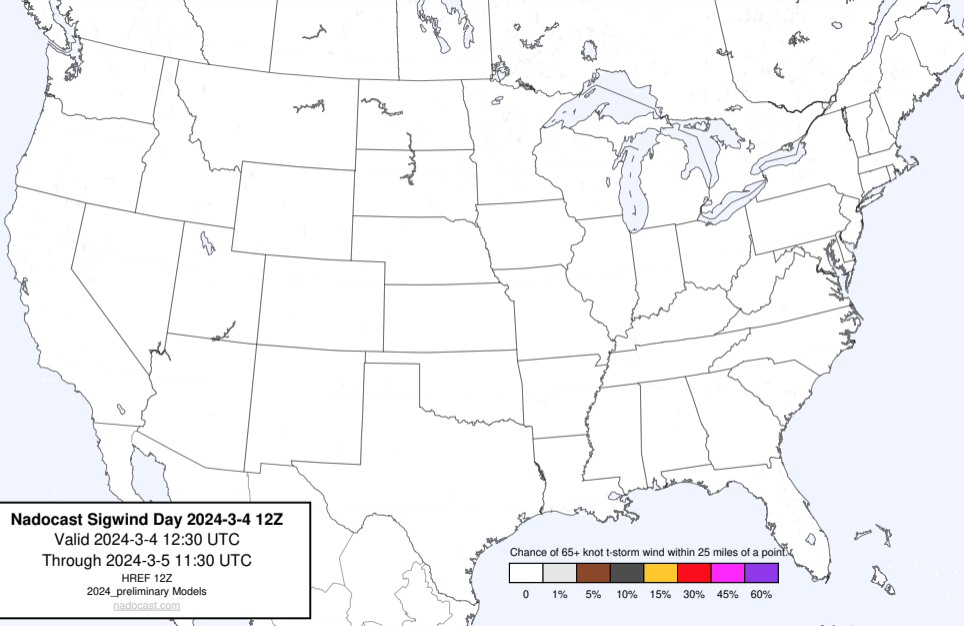 Nadocast Sigwind Day 2024-3-4 12Z
Valid 2024-3-4 12:30 UTC
Through 2024-3-5 11:30 UTC
HREF 12Z
2024_preliminary Models
nadocast.com
Chance of 65+ knot t-storm wind within 25 miles of a point.
0 1% 5% 10% 15% 30% 45% 60%